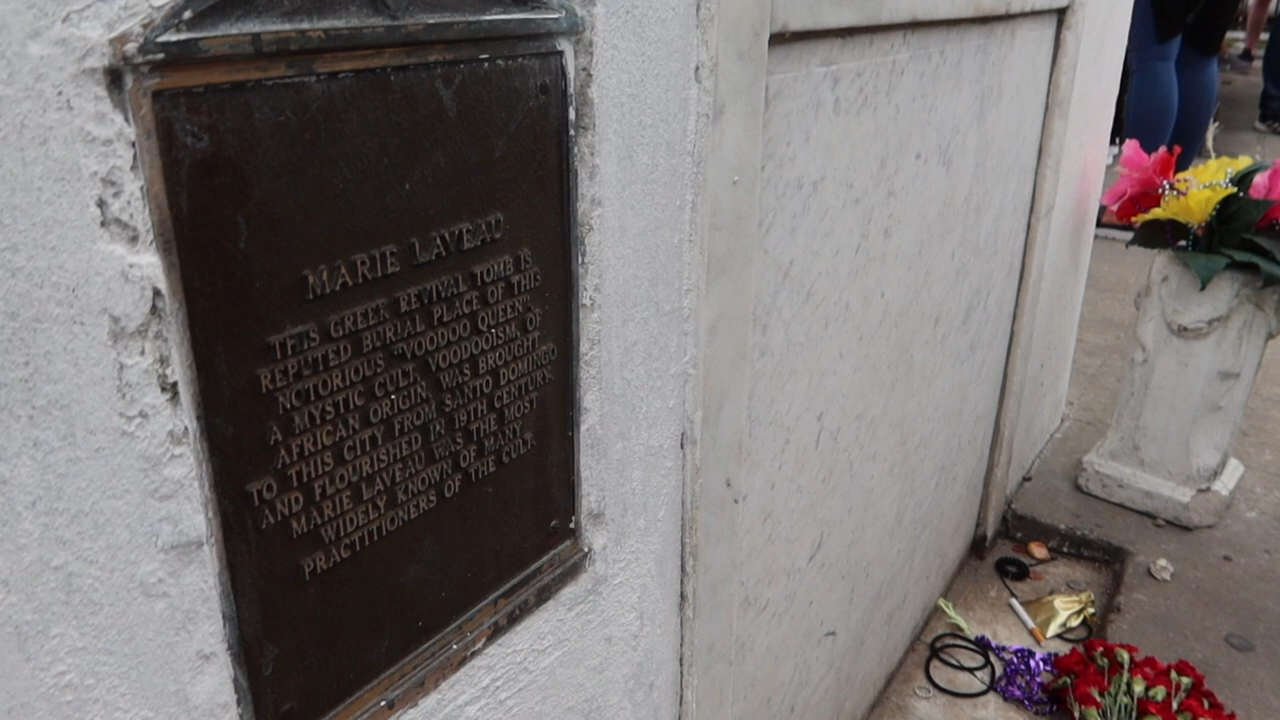 MARIE LAVEAU
THIS GREEK REVIVAL TOMB IS
REPUTED BURIAL PLACE OF THIS
NOTORIOUS "VOODOO QUEEN".
A MYSTIC CULT, VOODOOISM, OF
AFRICAN ORIGIN, WAS BROUGHT
TO THIS CITY FROM SANTO DOMINGO
AND FLOURISHED IN 19TH CENTURY.
MARIE LAVEAU WAS THE MOST
WIDELY KNOWN OF MANY
PRACTITIONERS OF THE CULT.